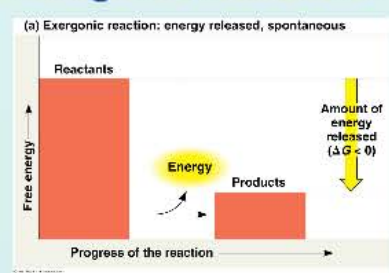 (a) Exergonic reaction: energy released, spontaneous
Reactants
Amount of
energy
released
(ΔG < 0)
Free energy
Energy
Products
Progress of the reaction